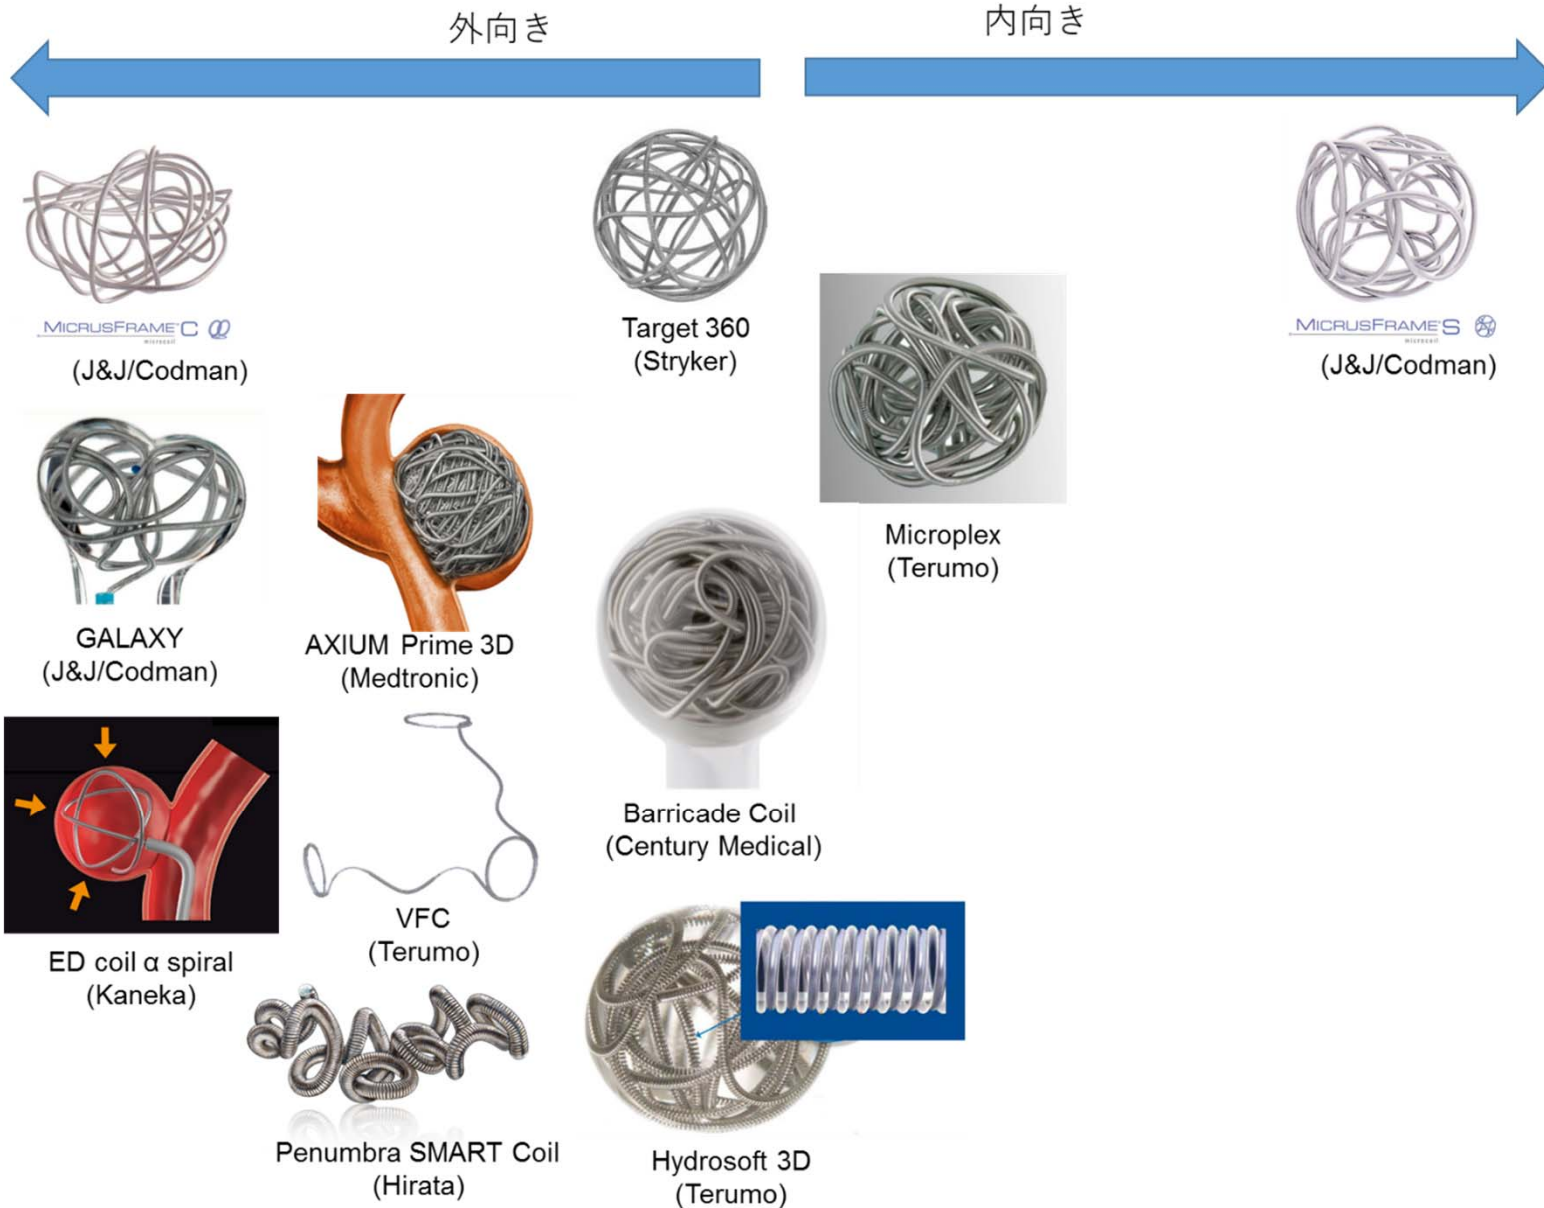 外向き
内向き
MICRUSFRAME® C
microcoil
(J&J/Codman)
Target 360
(Stryker)
MICRUSFRAME® S
microcoil
(J&J/Codman)
Microplex
(Terumo)
GALAXY
(J&J/Codman)
AXIUM Prime 3D
(Medtronic)
Barricade Coil
(Century Medical)
VFC
(Terumo)
ED coil α spiral
(Kaneka)
Penumbra SMART Coil
(Hirata)
Hydrosoft 3D
(Terumo)